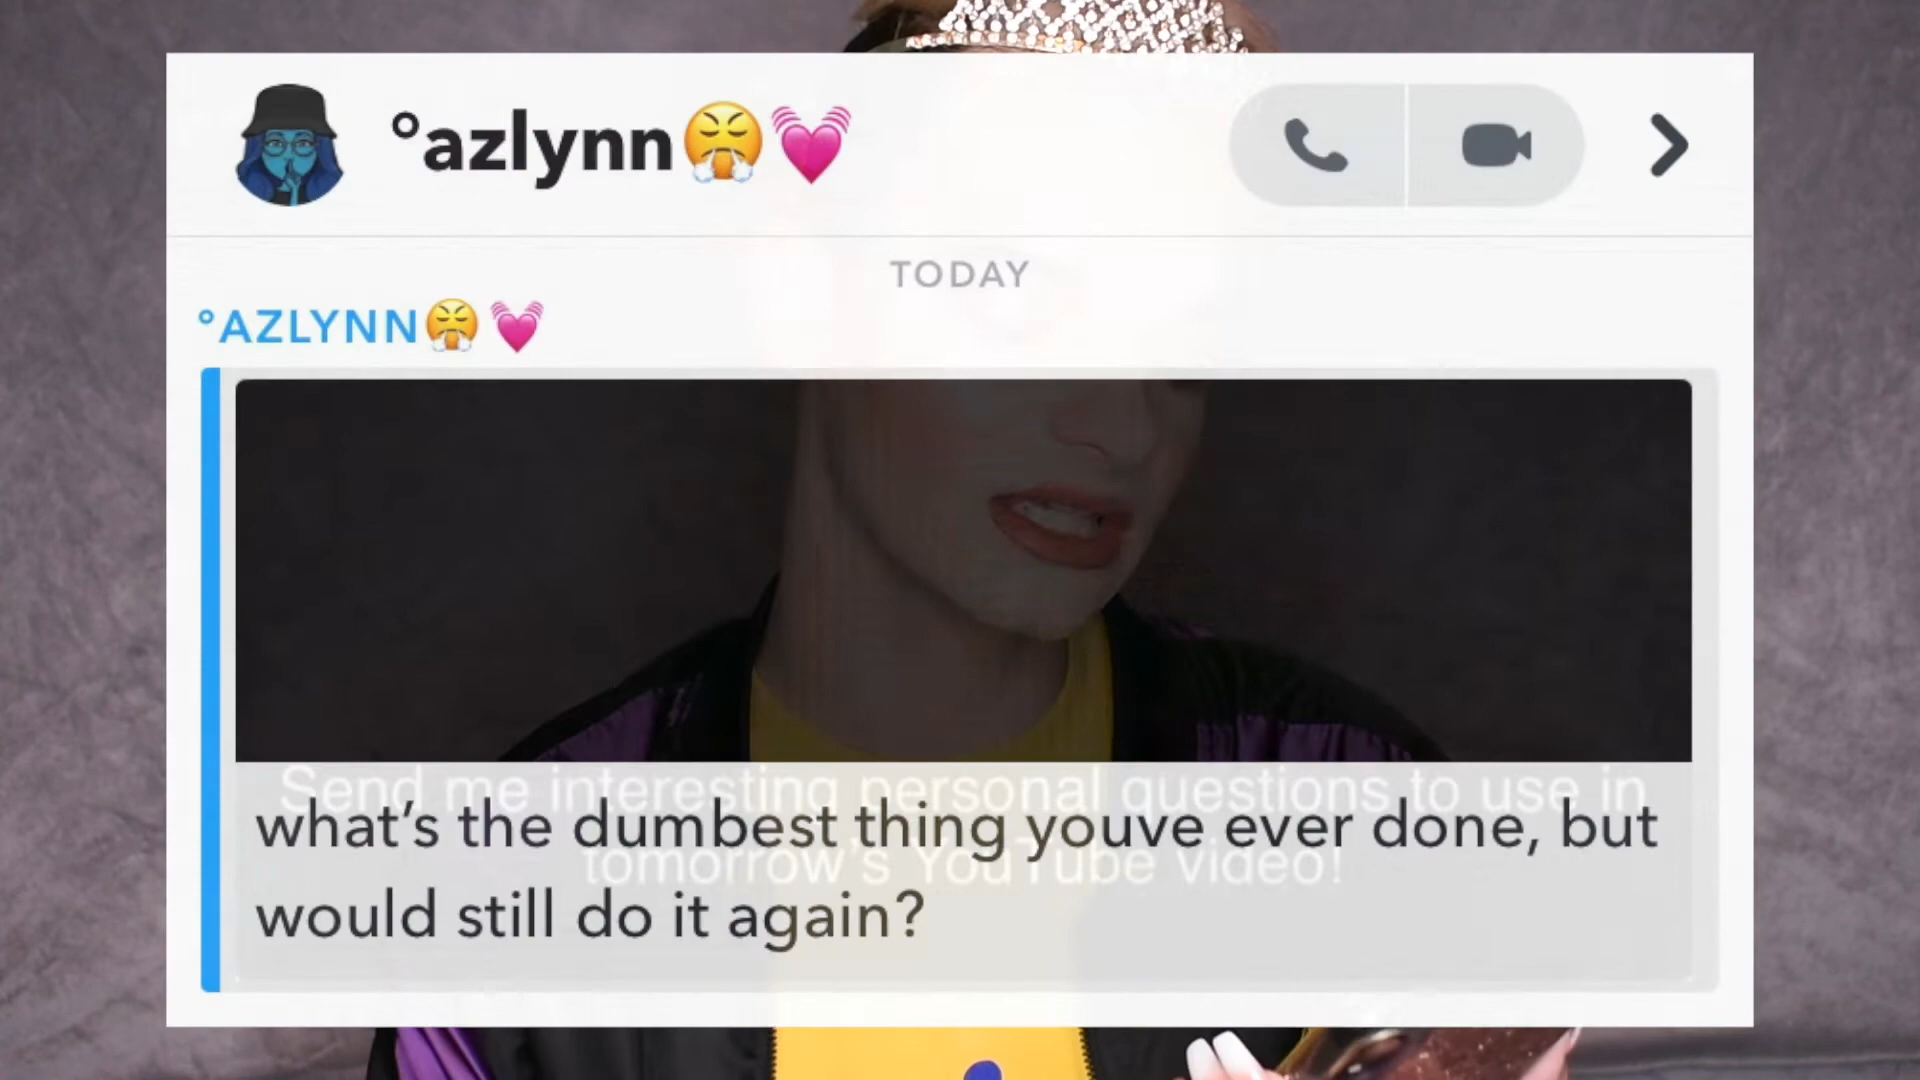 °azlynn😤💓
TODAY
°AZLYNN😤💓
Send me interesting personal questions to use in
tomorrow's YouTube video!
what’s the dumbest thing youve ever done, but
would still do it again?